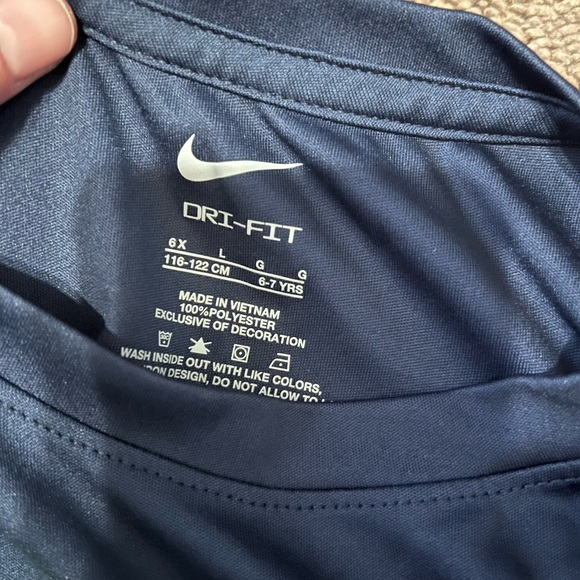 DRI-FIT
6X L G G
116-122 CM 6-7 YRS
MADE IN VIETNAM
100%POLYESTER
EXCLUSIVE OF DECORATION
WASH INSIDE OUT WITH LIKE COLORS,
DESIGN, DO NOT ALLOW TO